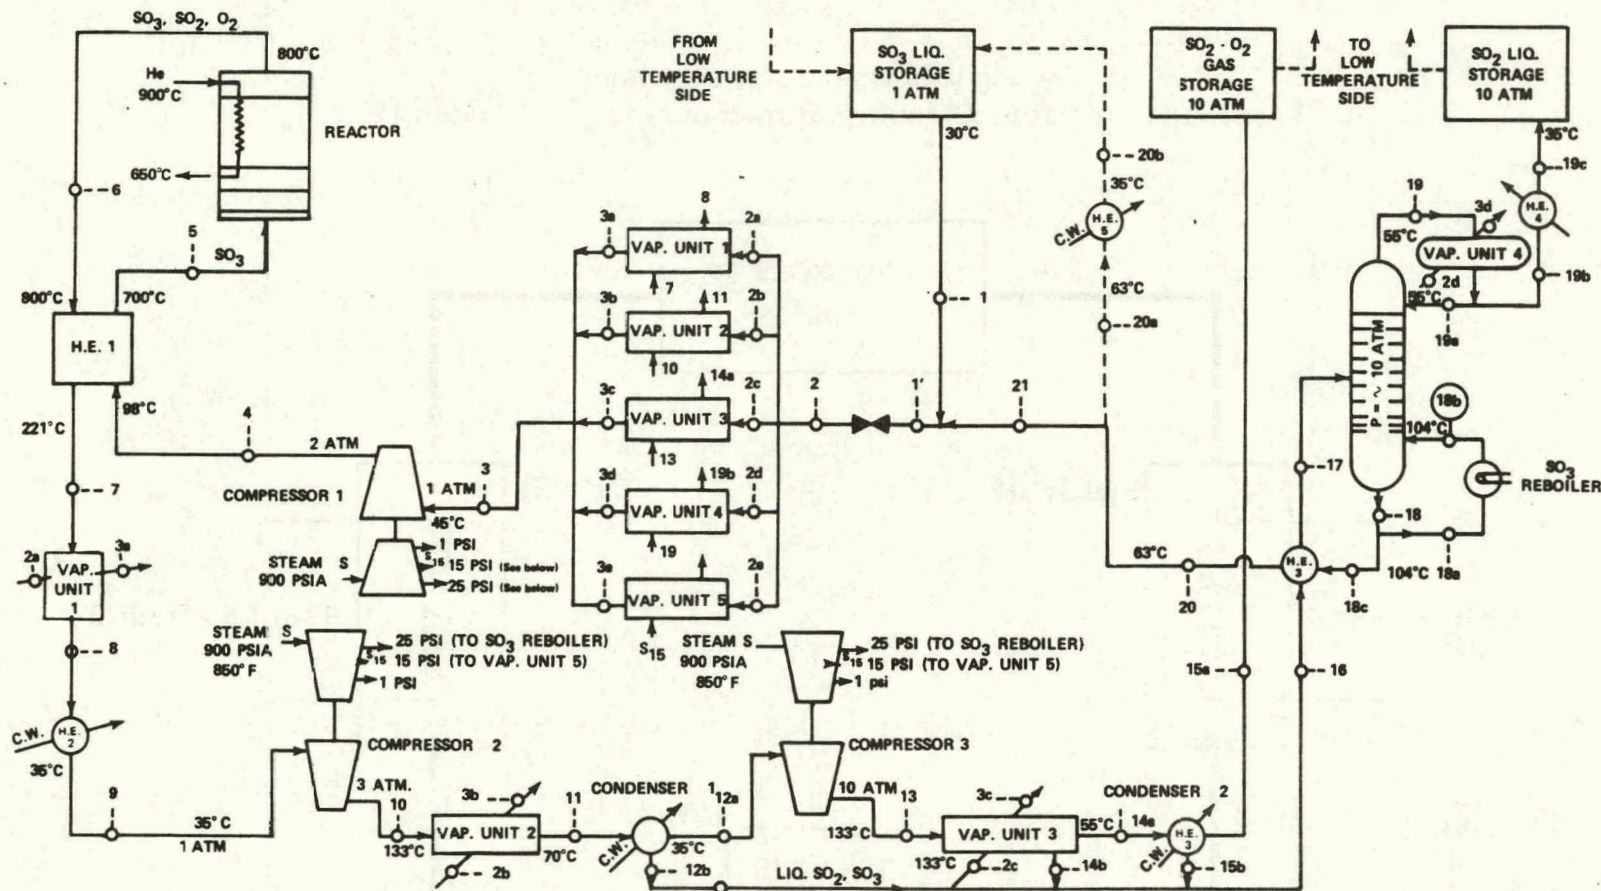 SO3, SO2, O2
800°C
He
900°C
REACTOR
650°C
6
5
SO3
800°C
700°C
H.E. 1
98°C
221°C
4
2 ATM
7
COMPRESSOR 1
1 ATM
3
45°C
2a
3a
VAP. UNIT 1
STEAM S
900 PSIA
1 PSI
S15 15 PSI (See below)
25 PSI (See below)
8
C.W.
H.E. 2
35°C
9
35°C
1 ATM
STEAM S
900 PSIA
850°F
25 PSI (TO SO3 REBOILER)
S15 15 PSI (TO VAP. UNIT 5)
1 PSI
COMPRESSOR 2
3 ATM.
10
133°C
3b
VAP. UNIT 2
2b
11
70°C
CONDENSER 1
C.W.
35°C
12a
12b
LIQ. SO2, SO3
STEAM S
900 PSIA
850°F
25 PSI (TO SO3 REBOILER)
S15 15 PSI (TO VAP. UNIT 5)
1 psi
COMPRESSOR 3
10 ATM
13
133°C
3c
VAP. UNIT 3
133°C
2c
55°C
14a
14b
CONDENSER 2
H.E. 3
C.W.
15b
15a
16
FROM
LOW
TEMPERATURE
SIDE
SO3 LIQ.
STORAGE
1 ATM
30°C
1
3a
8
2a
VAP. UNIT 1
7
3b
11
2b
VAP. UNIT 2
10
3c
14a
2c
VAP. UNIT 3
13
3d
19b
2d
VAP. UNIT 4
19
3e
2e
VAP. UNIT 5
S15
2
1'
21
20b
35°C
H.E. 5
C.W.
63°C
20a
63°C
20
SO2 - O2
GAS
STORAGE
10 ATM
TO
LOW
TEMPERATURE
SIDE
SO2 LIQ.
STORAGE
10 ATM
35°C
19c
H.E. 4
19
55°C
3d
VAP. UNIT 4
2d
55°C
19b
19a
P = ~ 10 ATM
18b
104°C
SO3
REBOILER
17
18
H.E. 3
18c
104°C
18a